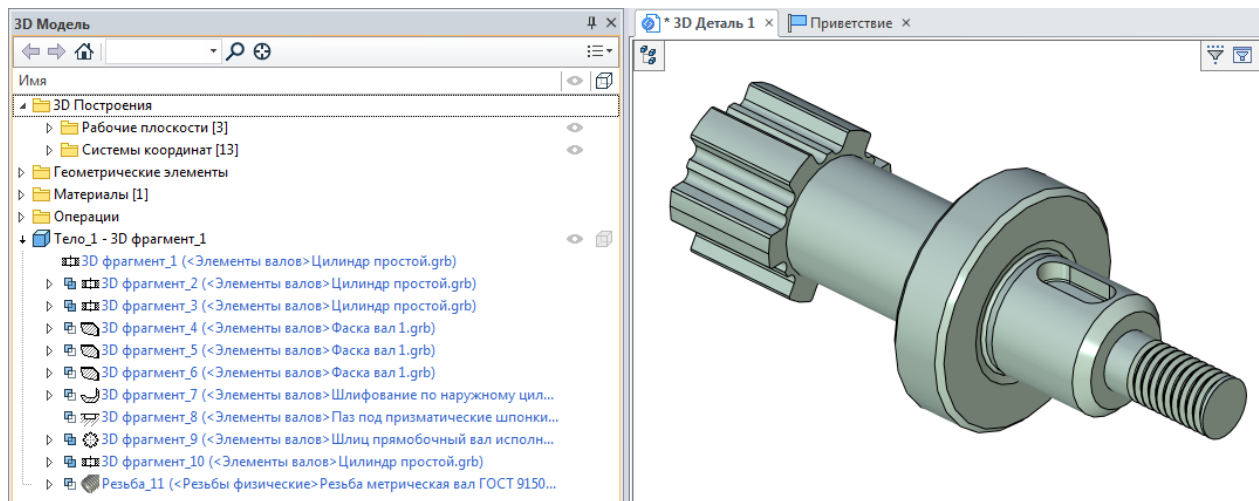 3D Модель
* 3D Деталь 1
Приветствие
Имя
3D Построения
Рабочие плоскости [3]
Системы координат [13]
Геометрические элементы
Материалы [1]
Операции
Тело_1 - 3D фрагмент_1
3D фрагмент_1 (<Элементы валов>Цилиндр простой.grb)
3D фрагмент_2 (<Элементы валов>Цилиндр простой.grb)
3D фрагмент_3 (<Элементы валов>Цилиндр простой.grb)
3D фрагмент_4 (<Элементы валов>Фаска вал 1.grb)
3D фрагмент_5 (<Элементы валов>Фаска вал 1.grb)
3D фрагмент_6 (<Элементы валов>Фаска вал 1.grb)
3D фрагмент_7 (<Элементы валов>Шлифование по наружному цил...
3D фрагмент_8 (<Элементы валов>Паз под призматические шпонки...
3D фрагмент_9 (<Элементы валов>Шлиц прямобочный вал исполн...
3D фрагмент_10 (<Элементы валов>Цилиндр простой.grb)
Резьба_11 (<Резьбы физические>Резьба метрическая вал ГОСТ 9150...